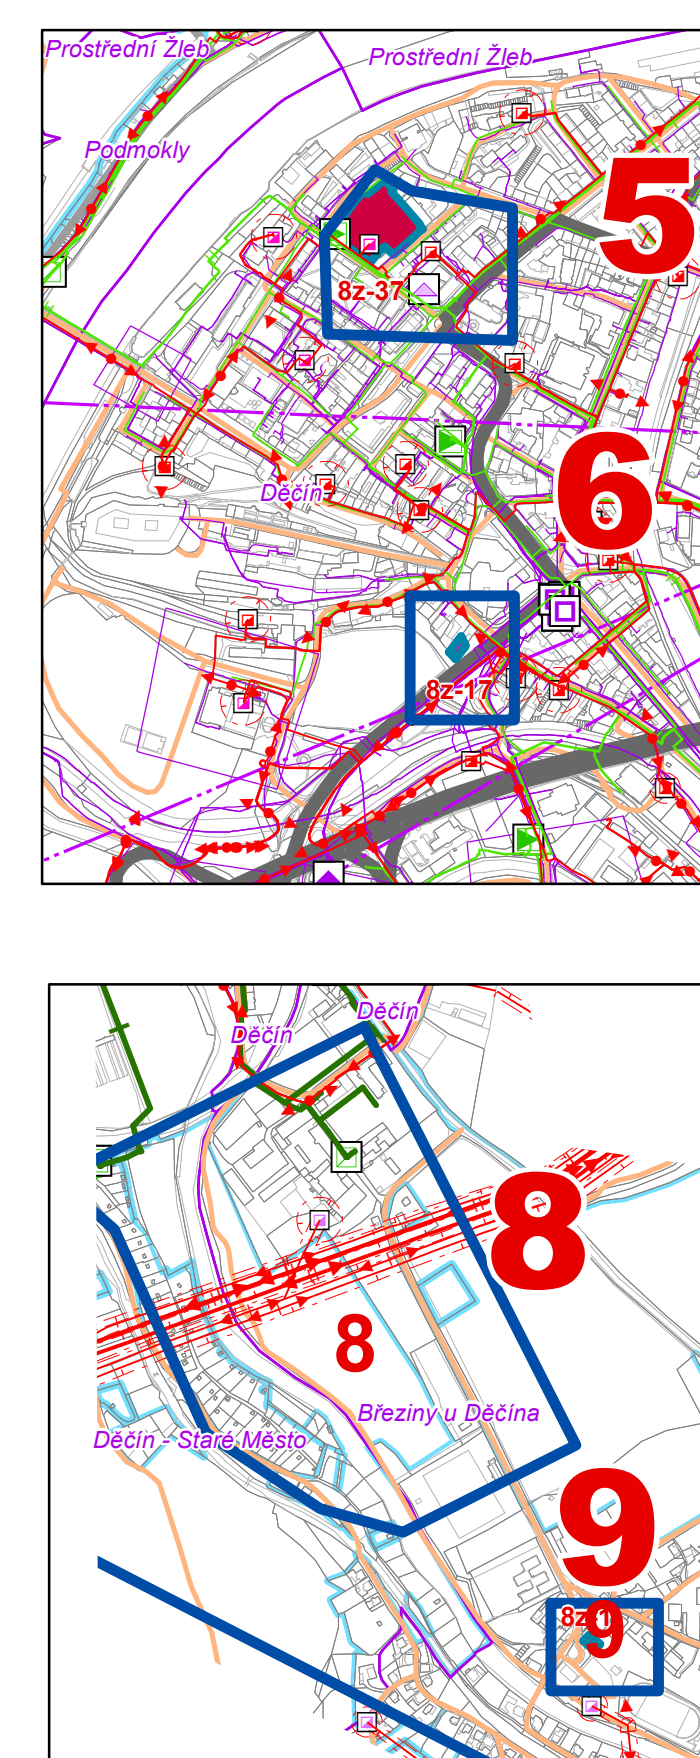 Prostřední Žleb
Prostřední Žleb
Podmokly
5
8z-37
6
Děčín
8z-17
Děčín
Děčín
8
8
Březiny u Děčína
Děčín - Staré Město
9
9